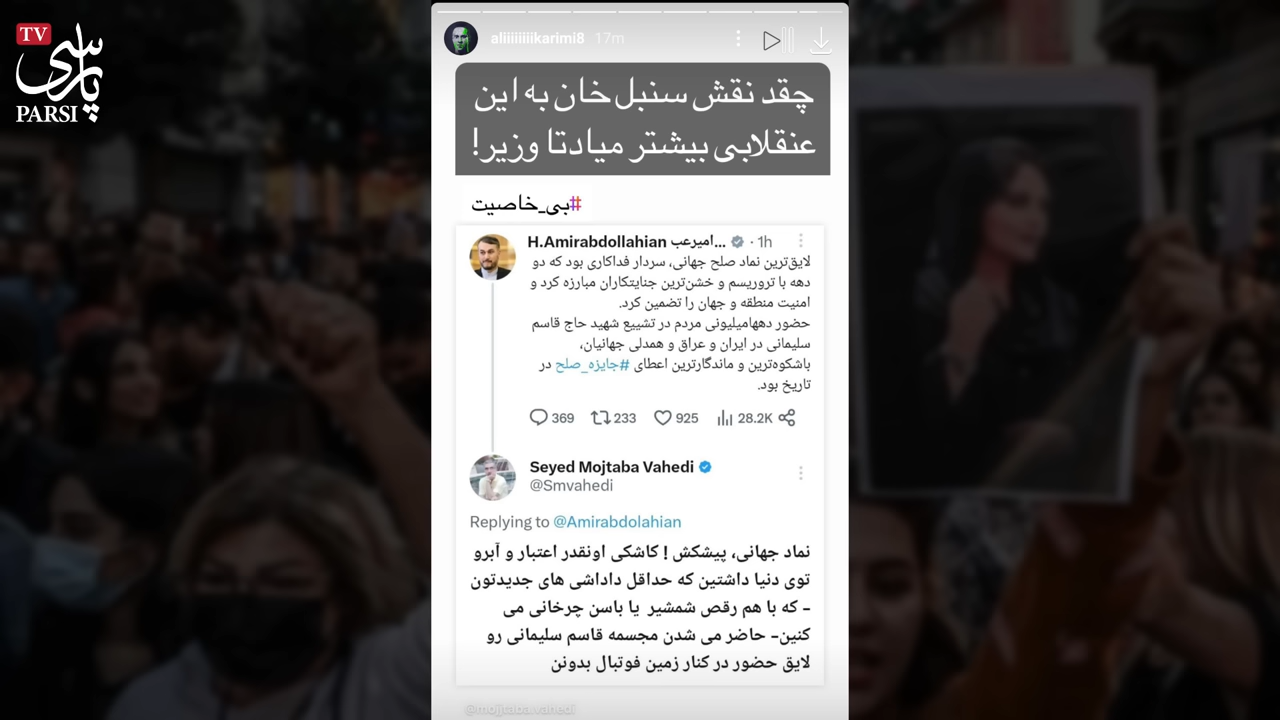 TV
پارسی
PARSI
aliiiiiiiiikarimi8 17m
چقد نقش سنبل خان به این
عنقلابی بیشتر میادتا وزیر!
#بی_خاصیت
H.Amirabdollahian امیرعب... · 1h
لایق‌ترین نماد صلح جهانی، سردار فداکاری بود که دو
دهه با تروریسم و خشن‌ترین جنایتکاران مبارزه کرد و
امنیت منطقه و جهان را تضمین کرد.
حضور دههامیلیونی مردم در تشییع شهید حاج قاسم
سلیمانی در ایران و عراق و همدلی جهانیان،
باشکوه‌ترین و ماندگارترین اعطای #جایزه_صلح در
تاریخ بود.
369 233 925 28.2K
Seyed Mojtaba Vahedi
@Smvahedi
Replying to @Amirabdolahian
نماد جهانی، پیشکش ! کاشکی اونقدر اعتبار و آبرو
توی دنیا داشتین که حداقل داداشی های جدیدتون
- که با هم رقص شمشیر یا باسن چرخانی می
کنین- حاضر می شدن مجسمه قاسم سلیمانی رو
لایق حضور در کنار زمین فوتبال بدونن
@mojjtaba.vahedi